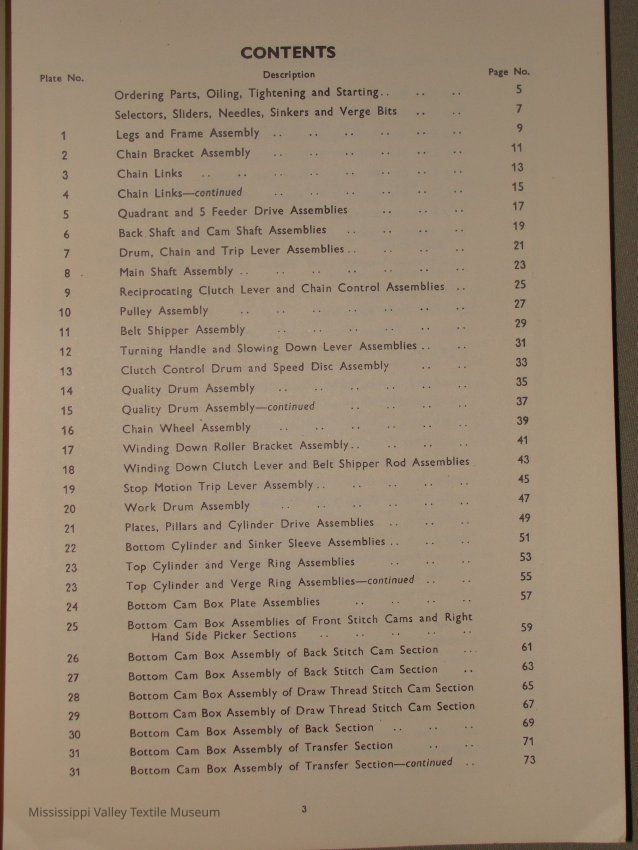 CONTENTS
Plate No. Description Page No.
Ordering Parts, Oiling, Tightening and Starting.. .. .. 5
Selectors, Sliders, Needles, Sinkers and Verge Bits .. .. 7
1 Legs and Frame Assembly .. .. .. .. .. .. 9
2 Chain Bracket Assembly .. .. .. .. .. .. 11
3 Chain Links .. .. .. .. .. .. .. .. 13
4 Chain Links—continued .. .. .. .. .. .. 15
5 Quadrant and 5 Feeder Drive Assemblies .. .. .. 17
6 Back Shaft and Cam Shaft Assemblies .. .. .. .. 19
7 Drum, Chain and Trip Lever Assemblies.. .. .. .. 21
8 Main Shaft Assembly .. .. .. .. .. .. .. 23
9 Reciprocating Clutch Lever and Chain Control Assemblies .. 25
10 Pulley Assembly .. .. .. .. .. .. .. 27
11 Belt Shipper Assembly .. .. .. .. .. .. 29
12 Turning Handle and Slowing Down Lever Assemblies .. .. 31
13 Clutch Control Drum and Speed Disc Assembly .. .. 33
14 Quality Drum Assembly .. .. .. .. .. .. 35
15 Quality Drum Assembly—continued .. .. .. .. 37
16 Chain Wheel Assembly .. .. .. .. .. .. 39
17 Winding Down Roller Bracket Assembly.. .. .. .. 41
18 Winding Down Clutch Lever and Belt Shipper Rod Assemblies 43
19 Stop Motion Trip Lever Assembly .. .. .. .. .. 45
20 Work Drum Assembly .. .. .. .. .. .. 47
21 Plates, Pillars and Cylinder Drive Assemblies .. .. .. 49
22 Bottom Cylinder and Sinker Sleeve Assemblies .. .. .. 51
23 Top Cylinder and Verge Ring Assemblies .. .. .. 53
23 Top Cylinder and Verge Ring Assemblies—continued .. .. 55
24 Bottom Cam Box Plate Assemblies .. .. .. .. 57
25 Bottom Cam Box Assemblies of Front Stitch Cams and Right
Hand Side Picker Sections .. .. .. .. .. 59
26 Bottom Cam Box Assembly of Back Stitch Cam Section .. 61
27 Bottom Cam Box Assembly of Back Stitch Cam Section .. 63
28 Bottom Cam Box Assembly of Draw Thread Stitch Cam Section 65
29 Bottom Cam Box Assembly of Draw Thread Stitch Cam Section 67
30 Bottom Cam Box Assembly of Back Section .. .. .. 69
31 Bottom Cam Box Assembly of Transfer Section .. .. 71
31 Bottom Cam Box Assembly of Transfer Section—continued .. 73
3
Mississippi Valley Textile Museum